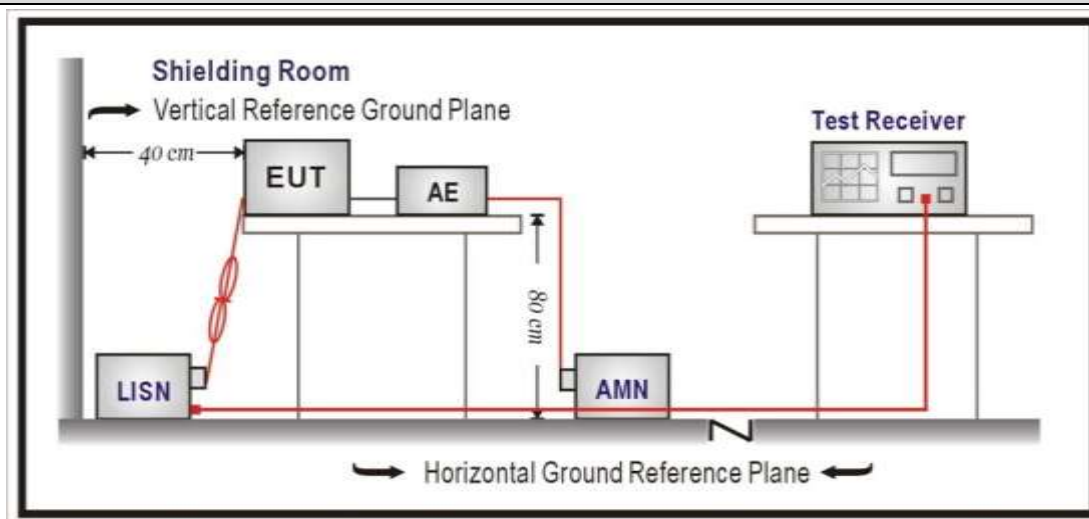 Shielding Room
Vertical Reference Ground Plane
Test Receiver
40 cm
EUT
AE
80 cm
LISN
AMN
Horizontal Ground Reference Plane